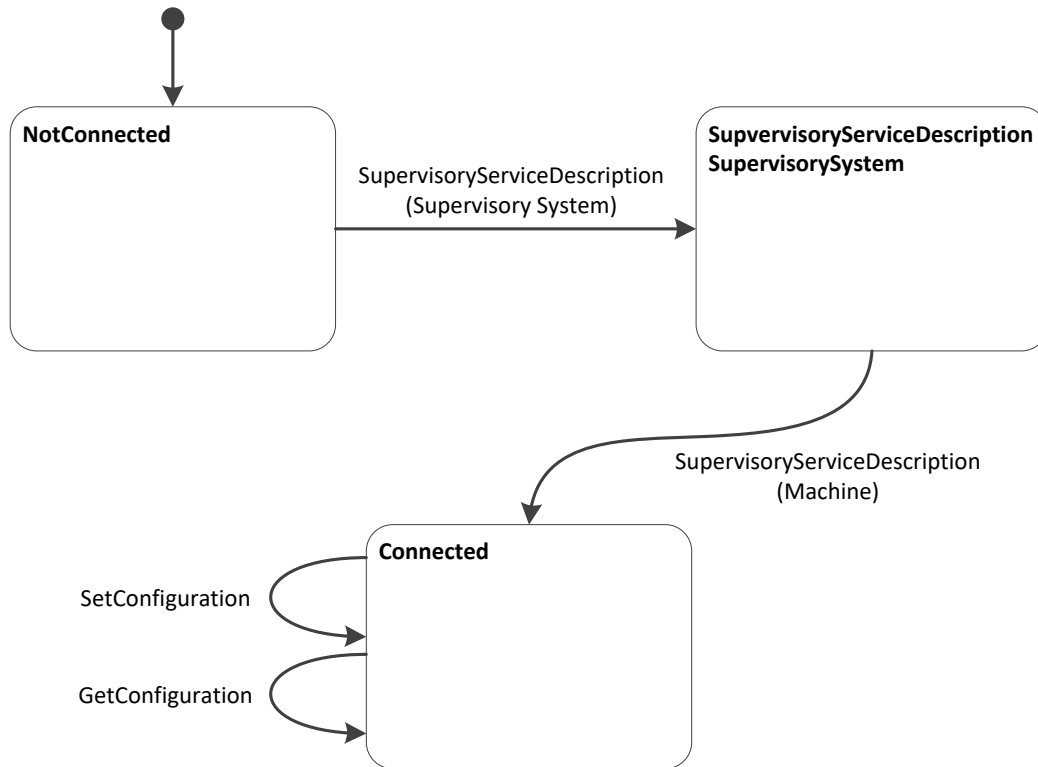 NotConnected
SupvervisoryServiceDescription
SupervisorySystem
SupervisoryServiceDescription
(Supervisory System)
SupervisoryServiceDescription
(Machine)
Connected
SetConfiguration
GetConfiguration